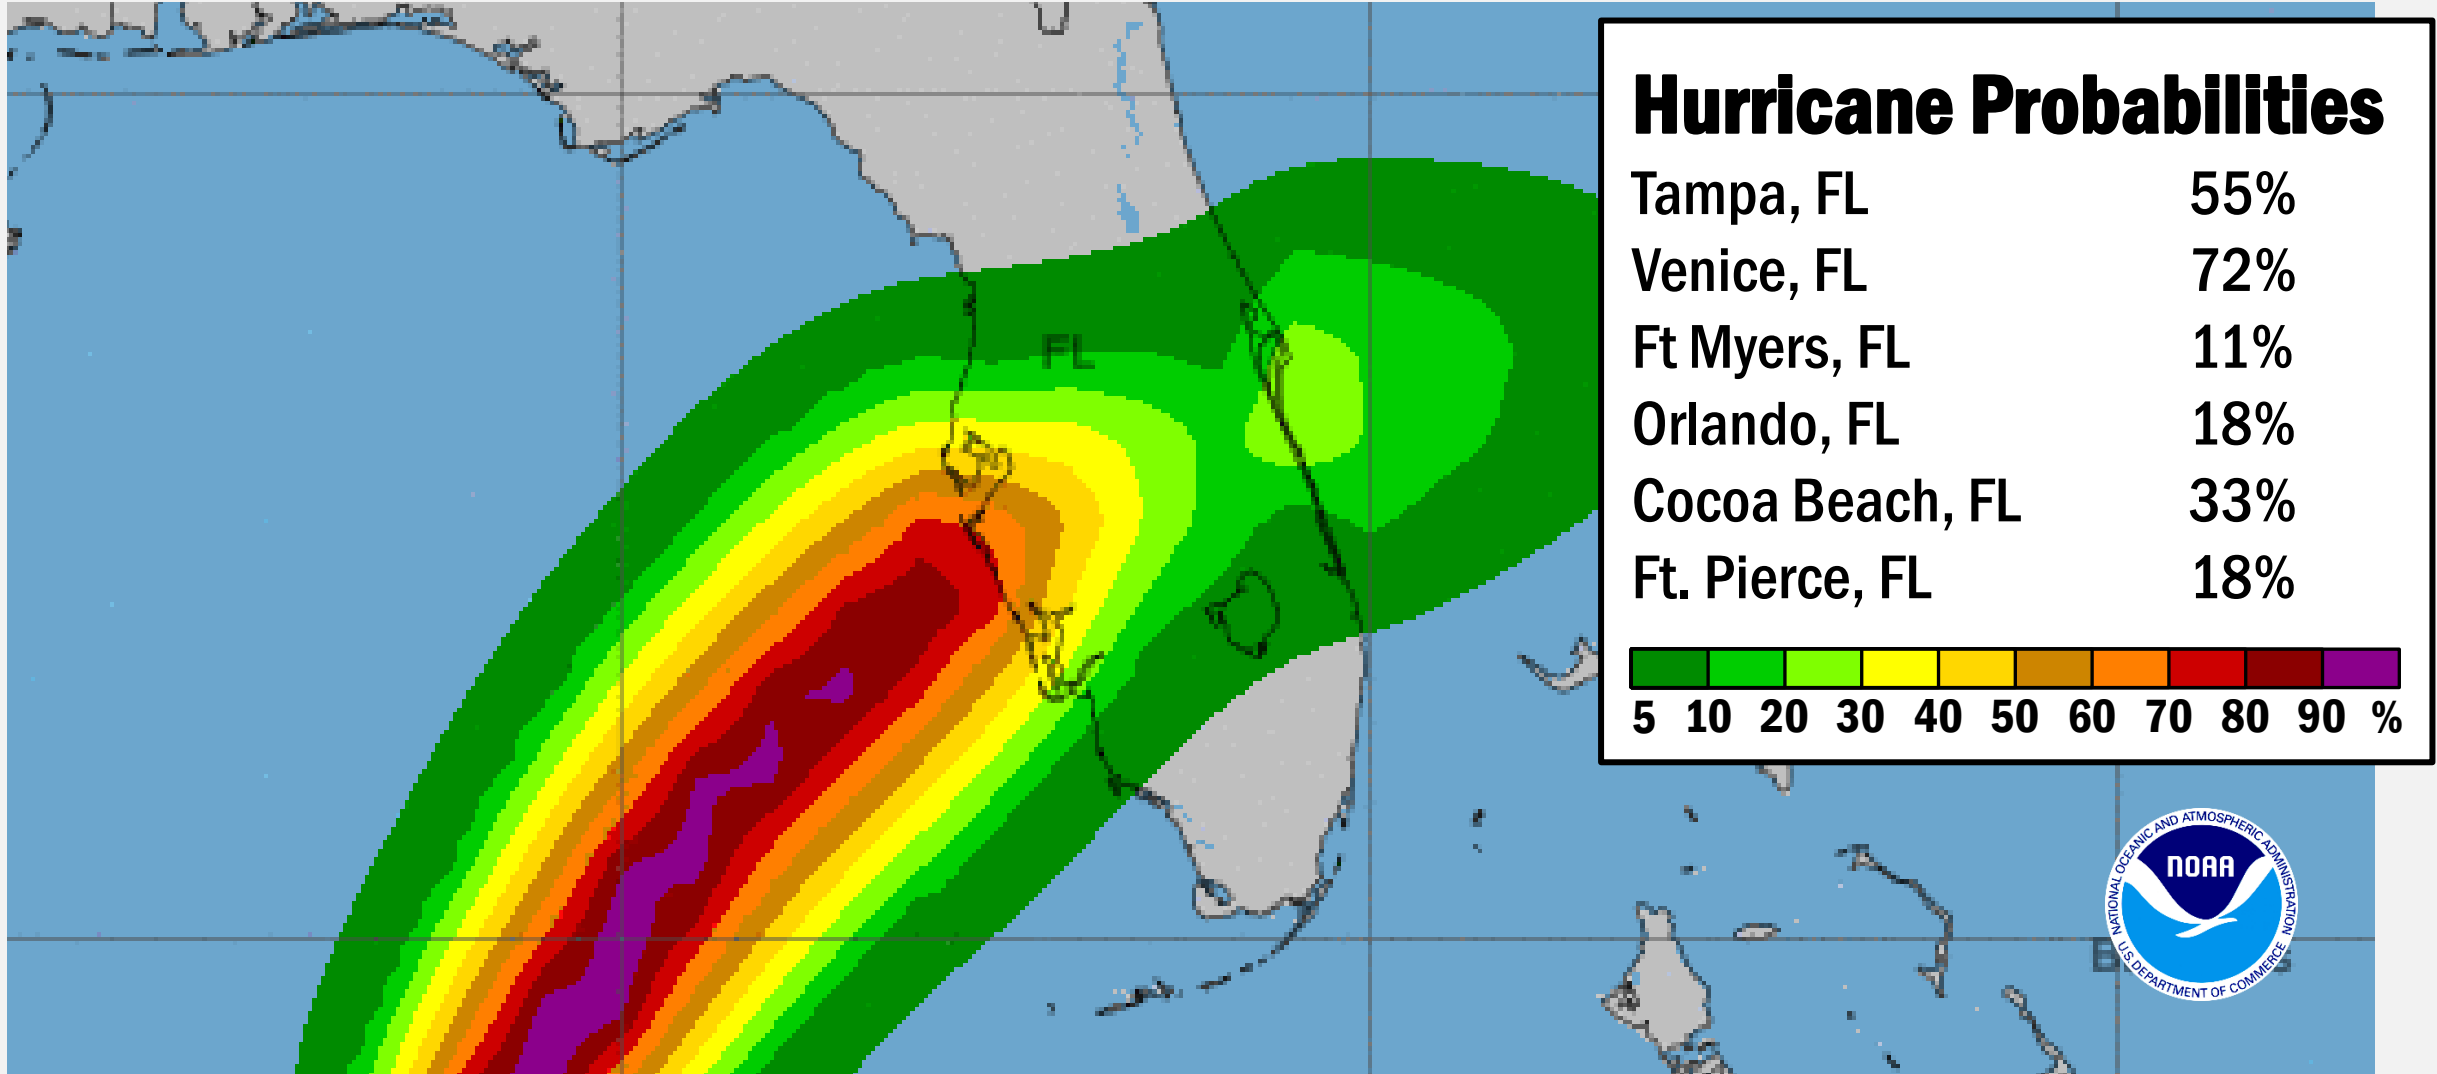 Hurricane Probabilities
Tampa, FL 55%
Venice, FL 72%
Ft Myers, FL 11%
Orlando, FL 18%
Cocoa Beach, FL 33%
Ft. Pierce, FL 18%
5 10 20 30 40 50 60 70 80 90 %
FL
NATIONAL OCEANIC AND ATMOSPHERIC ADMINISTRATION
NOAA
U.S. DEPARTMENT OF COMMERCE